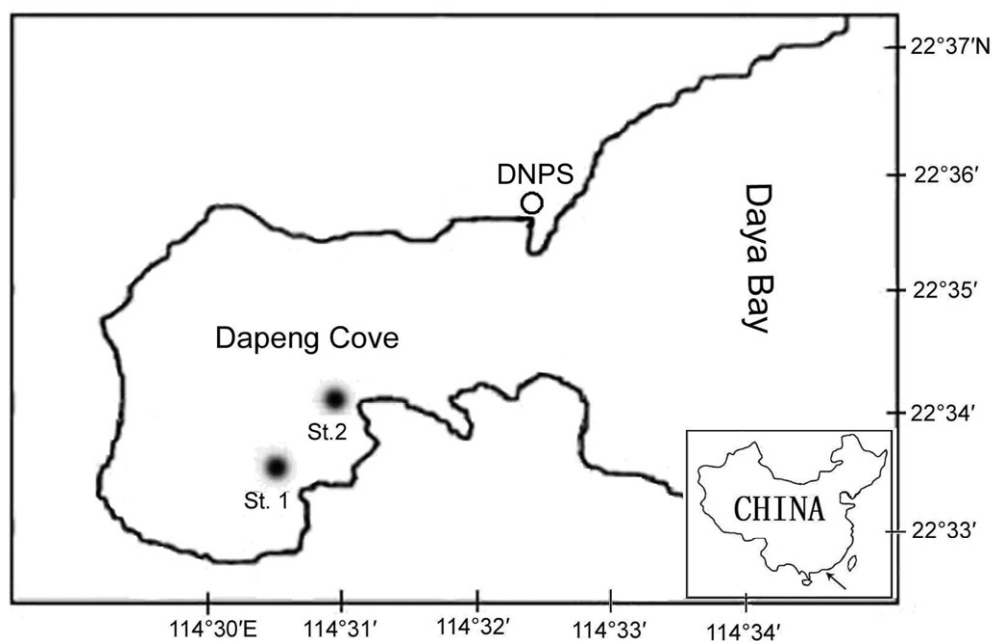 22°37′N
DNPS
22°36′
Daya Bay
22°35′
Dapeng Cove
22°34′
St.2
St. 1
CHINA
22°33′
114°30′E
114°31′
114°32′
114°33′
114°34′